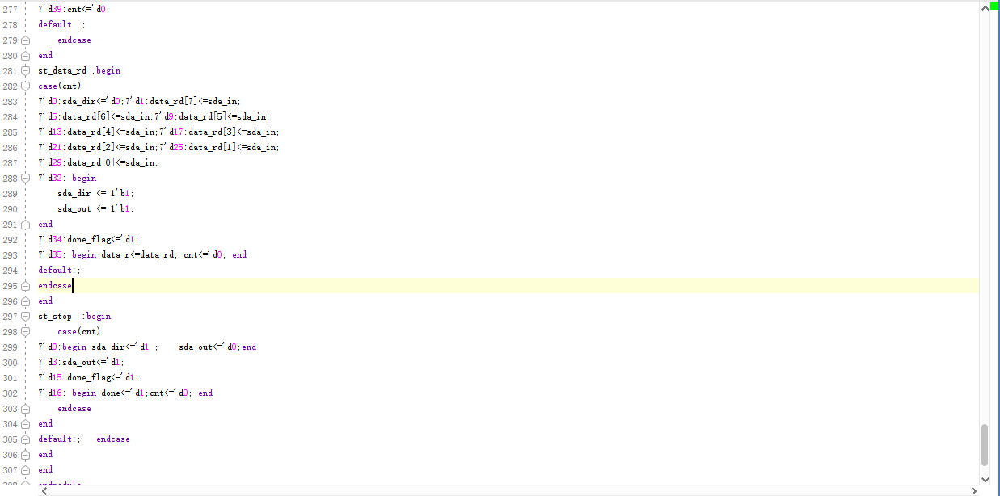 277 7'd39:cnt<='d0;
278 default :;
279 endcase
280 end
281 st_data_rd :begin
282 case(cnt)
283 7'd0:sda_dir<='d0;7'd1:data_rd[7]<=sda_in;
284 7'd5:data_rd[6]<=sda_in;7'd9:data_rd[5]<=sda_in;
285 7'd13:data_rd[4]<=sda_in;7'd17:data_rd[3]<=sda_in;
286 7'd21:data_rd[2]<=sda_in;7'd25:data_rd[1]<=sda_in;
287 7'd29:data_rd[0]<=sda_in;
288 7'd32: begin
289 sda_dir <= 1'b1;
290 sda_out <= 1'b1;
291 end
292 7'd34:done_flag<='d1;
293 7'd35: begin data_r<=data_rd; cnt<='d0; end
294 default:;
295 endcase
296 end
297 st_stop :begin
298 case(cnt)
299 7'd0:begin sda_dir<='d1 ; sda_out<='d0;end
300 7'd3:sda_out<='d1;
301 7'd15:done_flag<='d1;
302 7'd16: begin done<='d1;cnt<='d0; end
303 endcase
304 end
305 default:; endcase
306 end
307 end